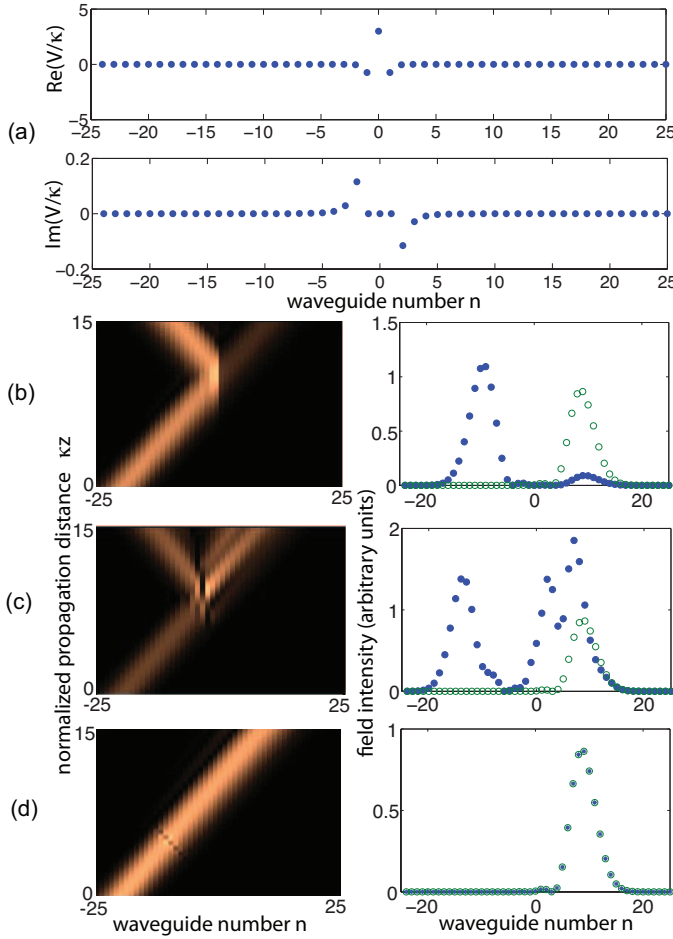 5
0
-5
Re(V/κ)
-25 -20 -15 -10 -5 0 5 10 15 20 25
(a)
0.2
0
-0.2
Im(V/κ)
-25 -20 -15 -10 -5 0 5 10 15 20 25
waveguide number n
(b)
15
0
-25 25
1.5
1
0.5
0
-20 0 20
(c)
normalized propagation distance κz
15
0
-25 25
field intensity (arbitrary units)
2
1
0
-20 0 20
(d)
15
0
-25 25
waveguide number n
1
0.5
0
-20 0 20
waveguide number n